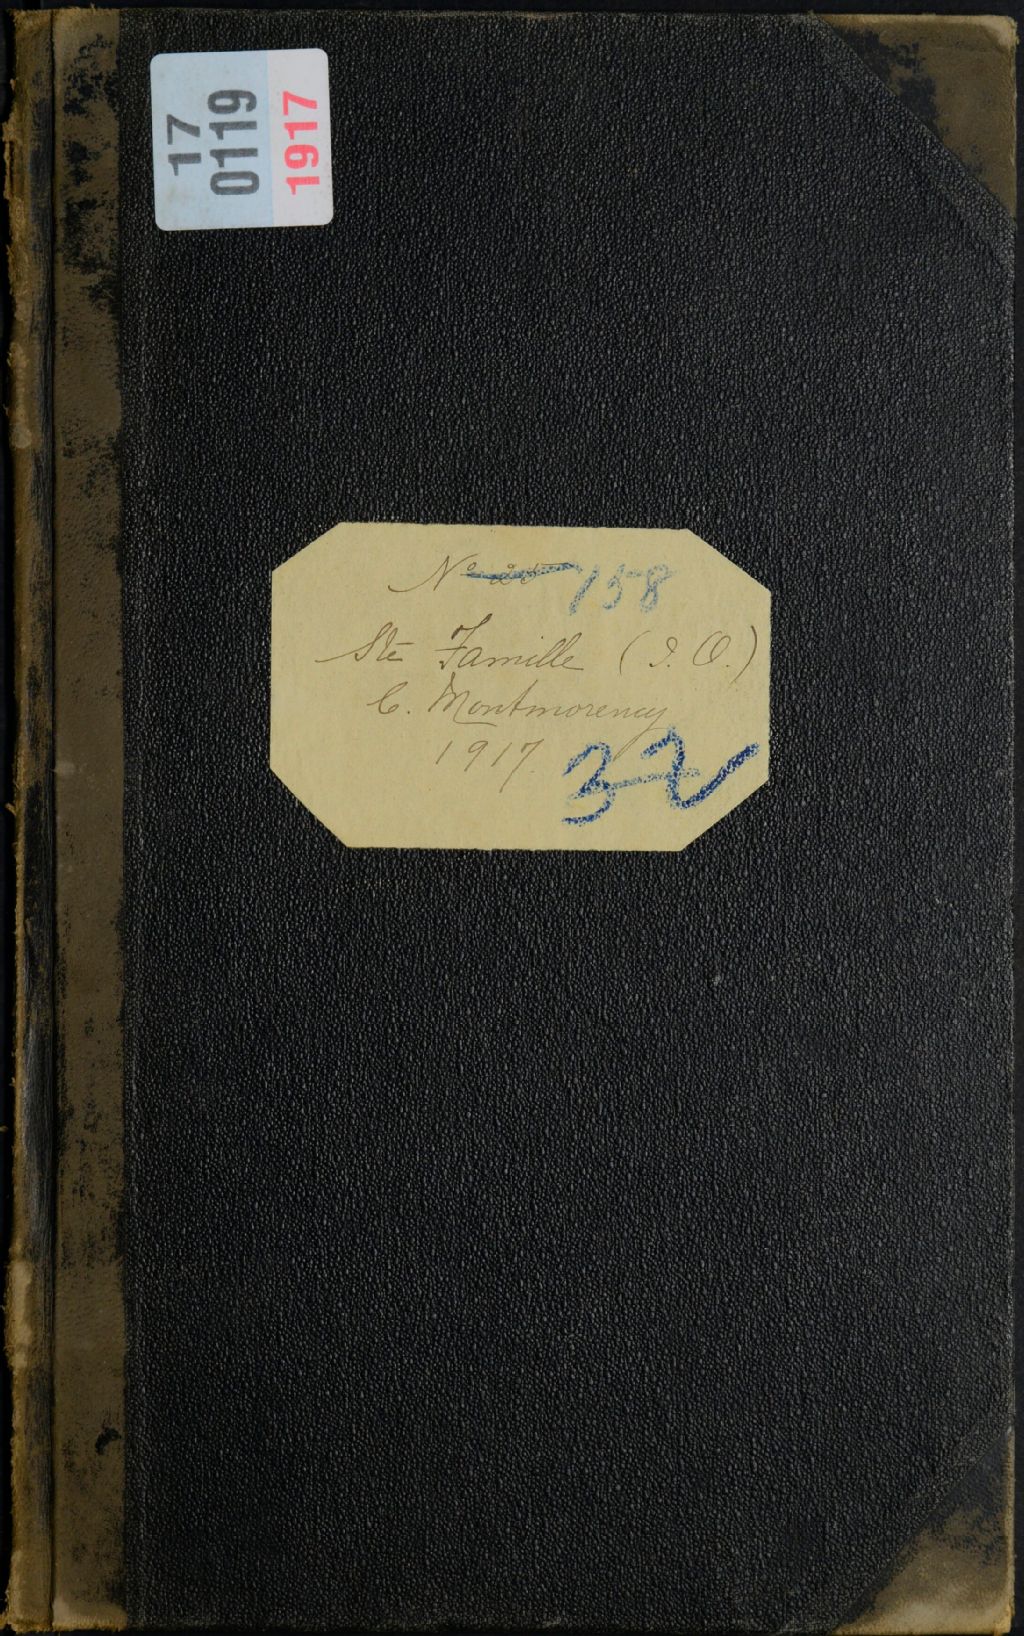 17
0119
1917
No 158
Ste Famille (I. O.)
C. Montmorency
1917.
32